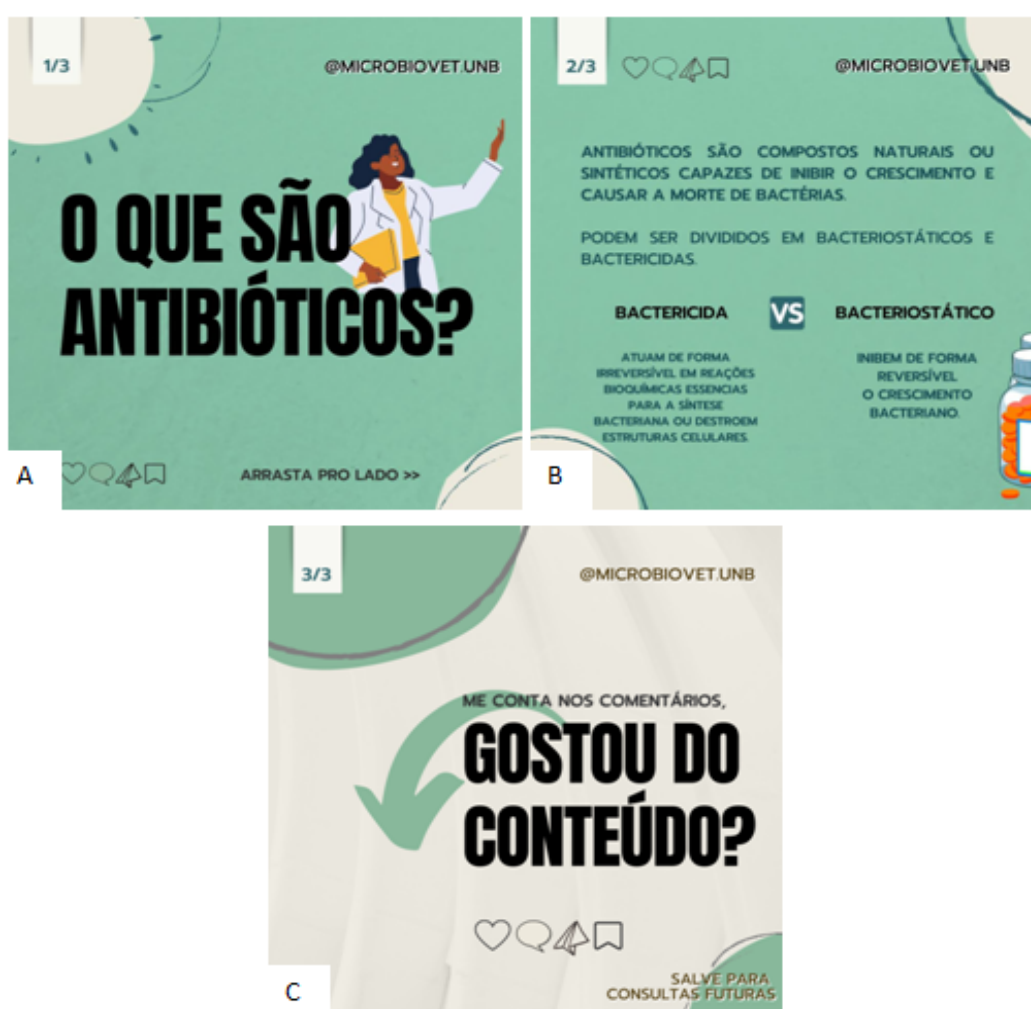 1/3
@MICROBIOVET.UNB
O QUE SÃO
ANTIBIÓTICOS?
ARRASTA PRO LADO >>
A
2/3
@MICROBIOVET.UNB
ANTIBIÓTICOS SÃO COMPOSTOS NATURAIS OU
SINTÉTICOS CAPAZES DE INIBIR O CRESCIMENTO E
CAUSAR A MORTE DE BACTÉRIAS.
PODEM SER DIVIDIDOS EM BACTERIOSTÁTICOS E
BACTERICIDAS.
BACTERICIDA VS BACTERIOSTÁTICO
ATUAM DE FORMA
IRREVERSÍVEL EM REAÇÕES
BIOQUÍMICAS ESSENCIAS
PARA A SÍNTESE
BACTERIANA OU DESTROEM
ESTRUTURAS CELULARES.
INIBEM DE FORMA
REVERSÍVEL
O CRESCIMENTO
BACTERIANO.
B
3/3
@MICROBIOVET.UNB
ME CONTA NOS COMENTÁRIOS,
GOSTOU DO
CONTEÚDO?
SALVE PARA
CONSULTAS FUTURAS
C